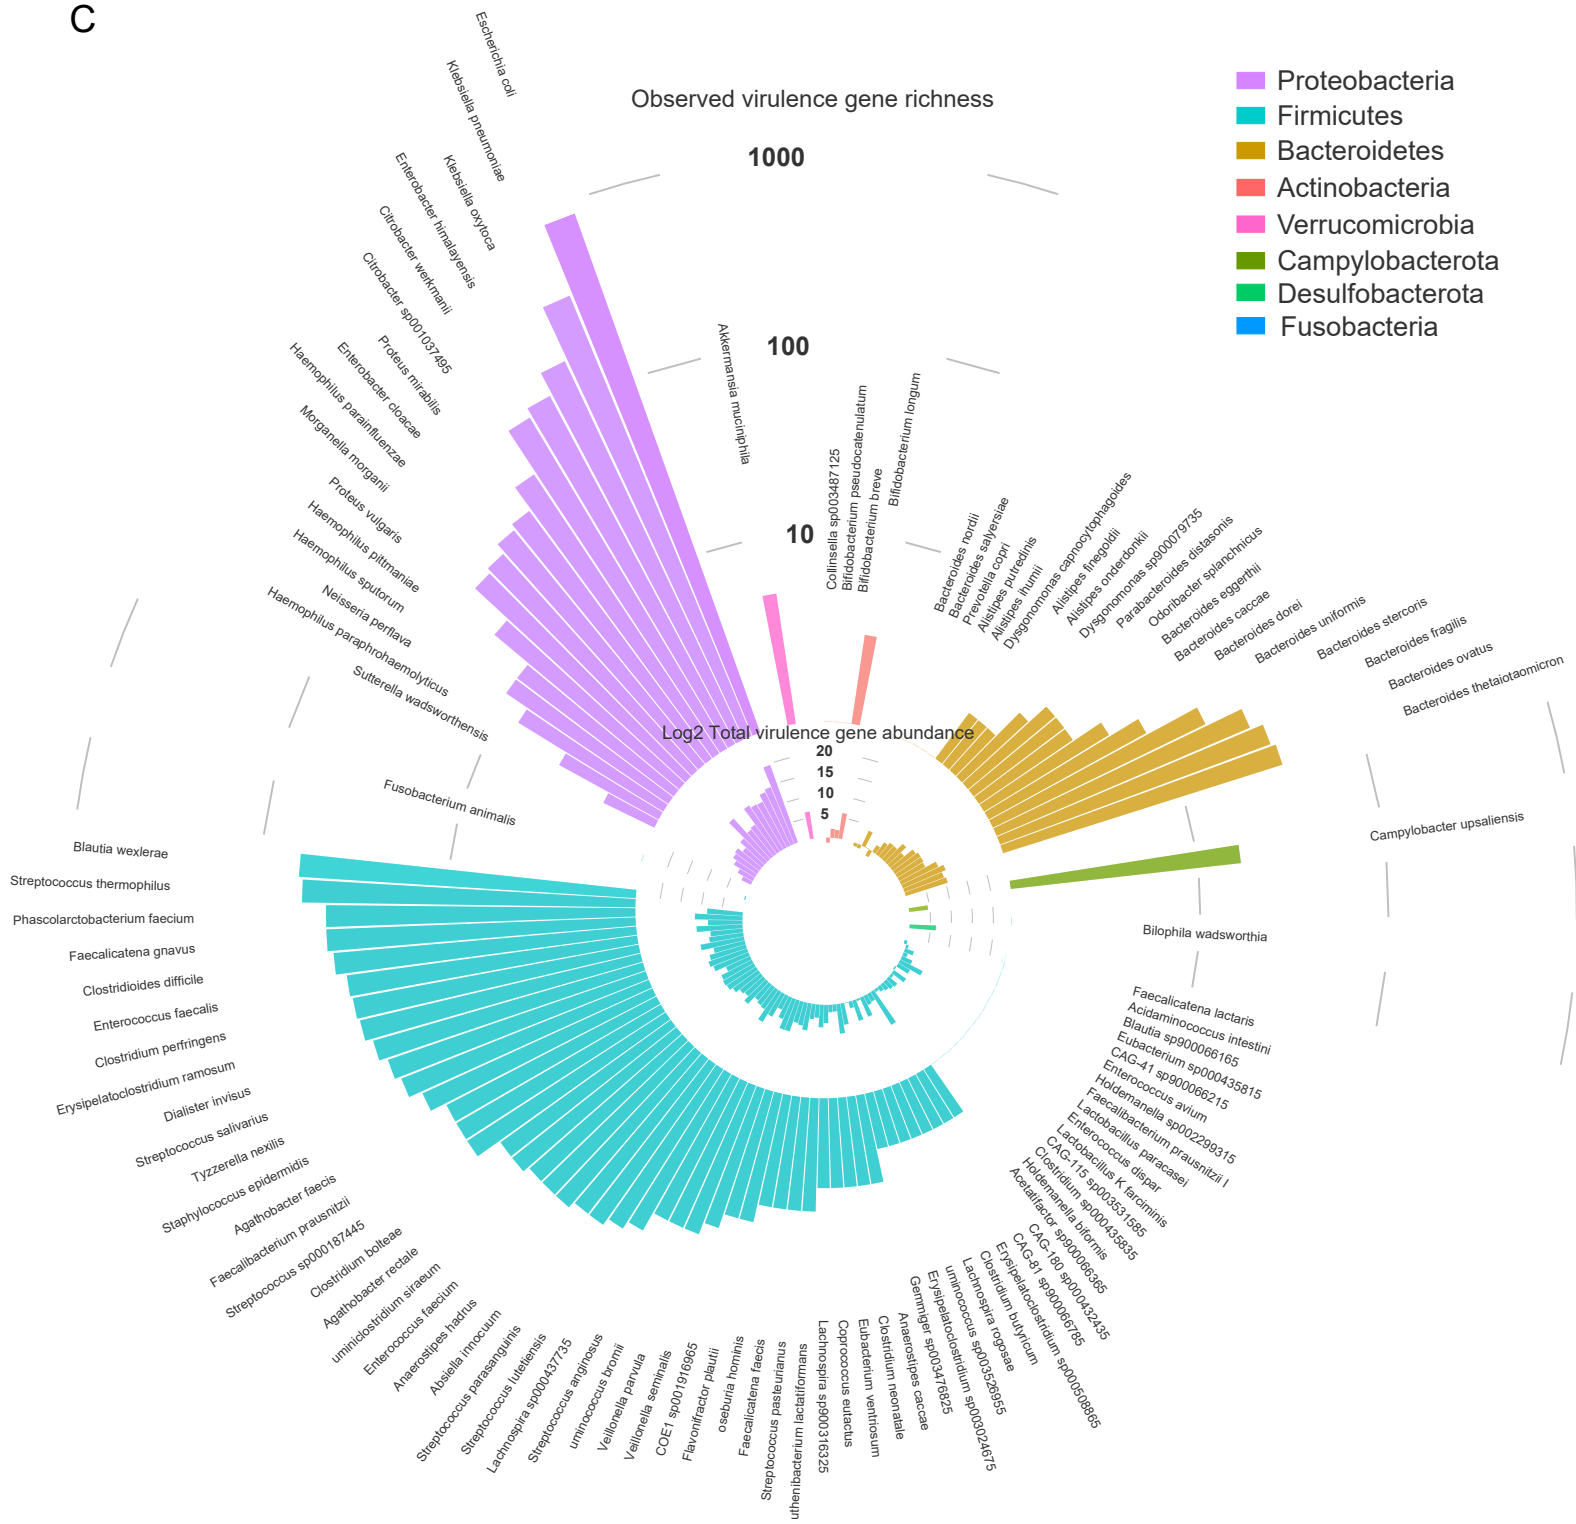 C
Observed virulence gene richness
1000
100
10
Proteobacteria
Firmicutes
Bacteroidetes
Actinobacteria
Verrucomicrobia
Campylobacterota
Desulfobacterota
Fusobacteria
Log2 Total virulence gene abundance
20
15
10
5
Escherichia coli
Klebsiella pneumoniae
Klebsiella oxytoca
Enterobacter himalayensis
Citrobacter werkmanii
Citrobacter sp001037495
Proteus mirabilis
Enterobacter cloacae
Haemophilus parainfluenzae
Morganella morganii
Proteus vulgaris
Haemophilus pittmaniae
Haemophilus sputorum
Neisseria perflava
Haemophilus paraphrohaemolyticus
Sutterella wadsworthensis
Fusobacterium animalis
Akkermansia muciniphila
Collinsella sp003487125
Bifidobacterium pseudocatenulatum
Bifidobacterium breve
Bifidobacterium longum
Bacteroides nordii
Bacteroides salyersiae
Prevotella copri
Alistipes putredinis
Alistipes ihumii
Dysgonomonas capnocytophagoides
Alistipes finegoldii
Alistipes onderdonkii
Dysgonomonas sp900079735
Parabacteroides distasonis
Odoribacter splanchnicus
Bacteroides eggerthii
Bacteroides caccae
Bacteroides dorei
Bacteroides uniformis
Bacteroides stercoris
Bacteroides fragilis
Bacteroides ovatus
Bacteroides thetaiotaomicron
Campylobacter upsaliensis
Bilophila wadsworthia
Faecalicatena lactaris
Acidaminococcus intestini
Blautia sp900066165
Eubacterium sp000435815
CAG-41 sp900066215
Enterococcus avium
Holdemanella sp002299315
Faecalibacterium prausnitzii I
Lactobacillus paracasei
Enterococcus dispar
Lactobacillus K farciminis
CAG-115 sp003531585
Clostridium sp000435835
Holdemanella biformis
Acetatifactor sp900066365
CAG-180 sp000432435
CAG-81 sp900066785
Erysipelatoclostridium sp000508865
Clostridium butyricum
Lachnospira rogosae
uminococcus sp003526955
Erysipelatoclostridium sp003024675
Gemmiger sp003476825
Anaerostipes caccae
Clostridium neonatale
Eubacterium ventriosum
Coprococcus eutactus
Lachnospira sp900316325
uthenibacterium lactatiformans
Streptococcus pasteurianus
Faecalicatena faecis
oseburia hominis
Flavonifractor plautii
COE1 sp001916965
Veillonella seminalis
Veillonella parvula
uminococcus bromii
Streptococcus anginosus
Lachnospira sp000437735
Streptococcus lutetiensis
Streptococcus parasanguinis
Absiella innocuum
Anaerostipes hadrus
Enterococcus faecium
uminiclostridium siraeum
Agathobacter rectale
Clostridium bolteae
Streptococcus sp000187445
Faecalibacterium prausnitzii
Agathobacter faecis
Staphylococcus epidermidis
Tyzzerella nexilis
Streptococcus salivarius
Dialister invisus
Erysipelatoclostridium ramosum
Clostridium perfringens
Enterococcus faecalis
Clostridioides difficile
Faecalicatena gnavus
Phascolarctobacterium faecium
Streptococcus thermophilus
Blautia wexlerae